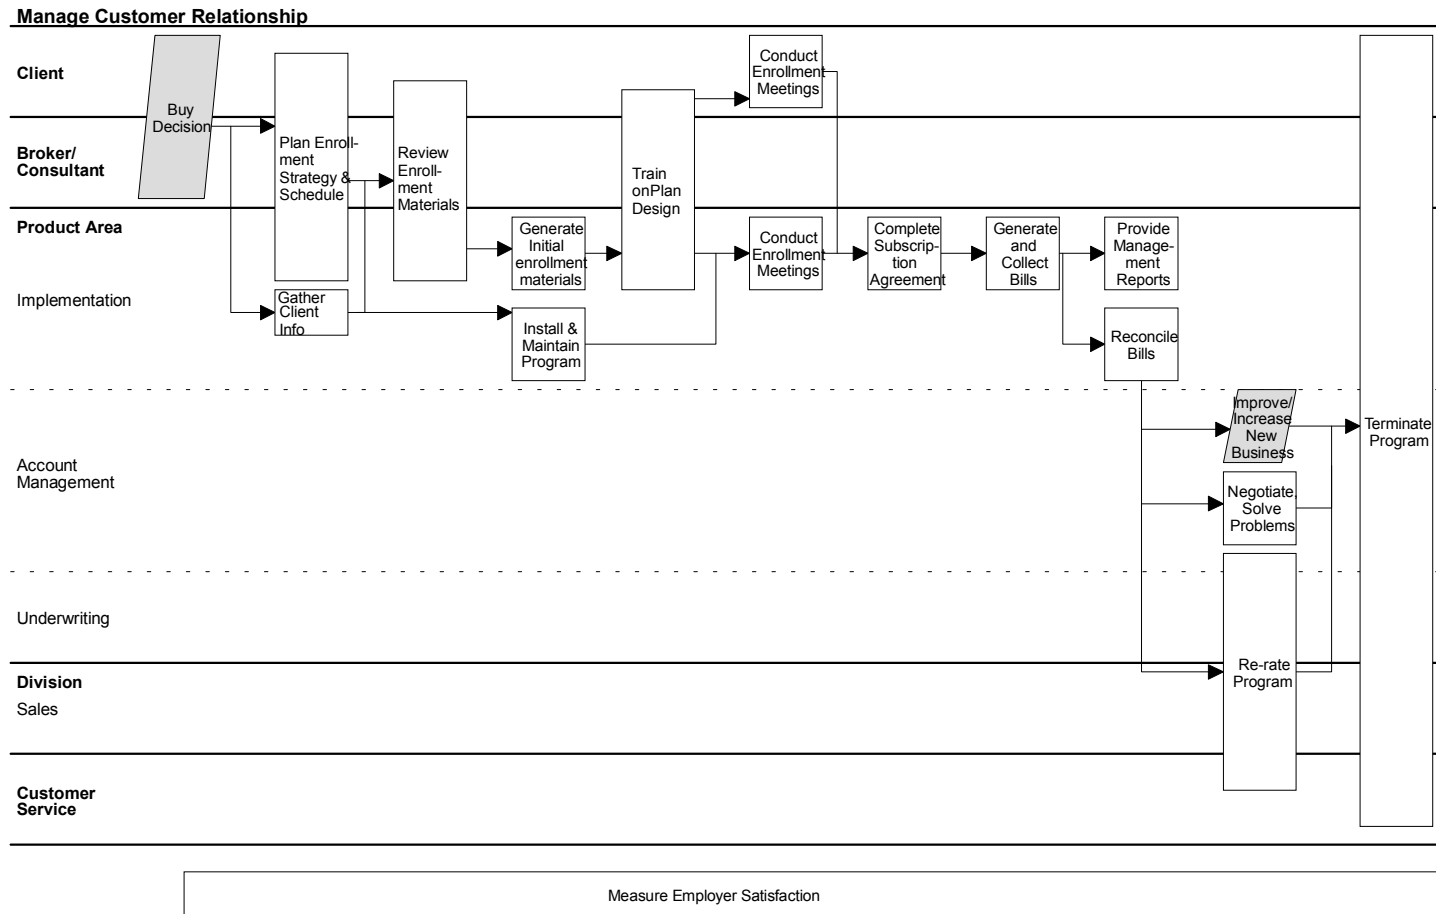 Manage Customer Relationship
Client
Buy
Decision
Plan Enroll-
ment
Strategy &
Schedule
Review
Enroll-
ment
Materials
Conduct
Enrollment
Meetings
Broker/
Consultant
Train
onPlan
Design
Product Area
Implementation
Gather
Client
Info
Generate
Initial
enrollment
materials
Install &
Maintain
Program
Conduct
Enrollment
Meetings
Complete
Subscrip-
tion
Agreement
Generate
and
Collect
Bills
Provide
Manage-
ment
Reports
Reconcile
Bills
Account
Management
Improve/
Increase
New
Business
Negotiate,
Solve
Problems
Terminate
Program
Underwriting
Re-rate
Program
Division
Sales
Customer
Service
Measure Employer Satisfaction